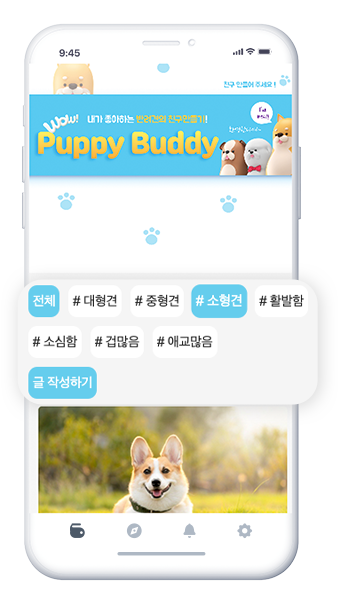 9:45
친구 만들어 주세요!
Wow! 내가 좋아하는 반려견의 친구만들기!
Puppy Buddy
전체 # 대형견 # 중형견 # 소형견 # 활발함
# 소심함 # 겁많음 # 애교많음
글 작성하기